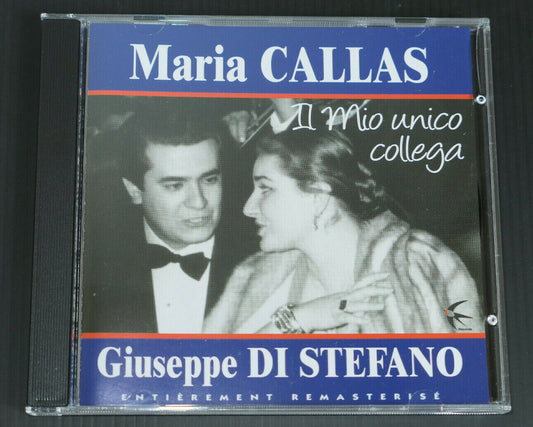 Maria CALLAS
Il Mio unico
collega
Giuseppe DI STEFANO
ENTIÈREMENT REMASTERISÉ